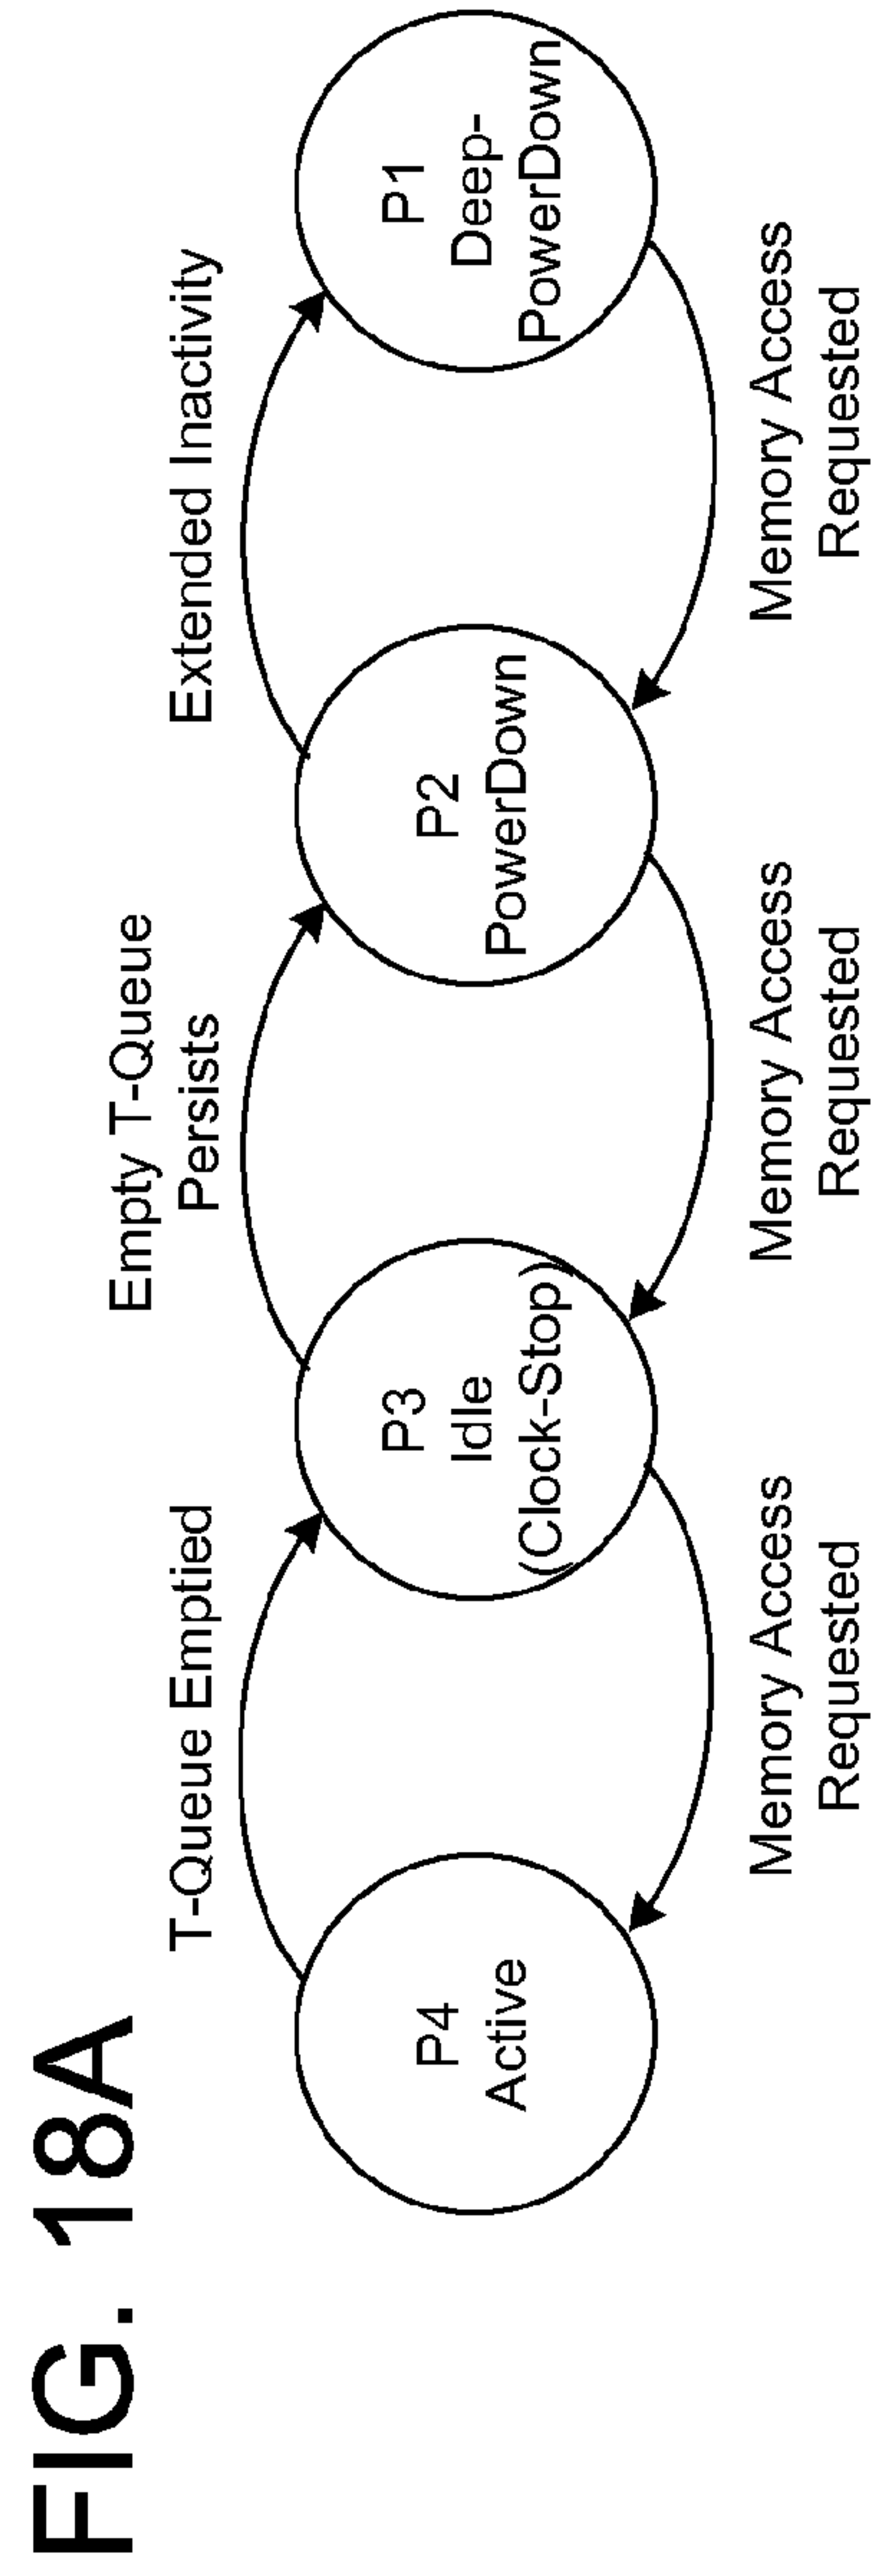 FIG. 18A
T-Queue Emptied
Empty T-Queue
Persists
Extended Inactivity
P4
Active
P3
Idle
(Clock-Stop)
P2
PowerDown
P1
Deep-
PowerDown
Memory Access
Requested
Memory Access
Requested
Memory Access
Requested